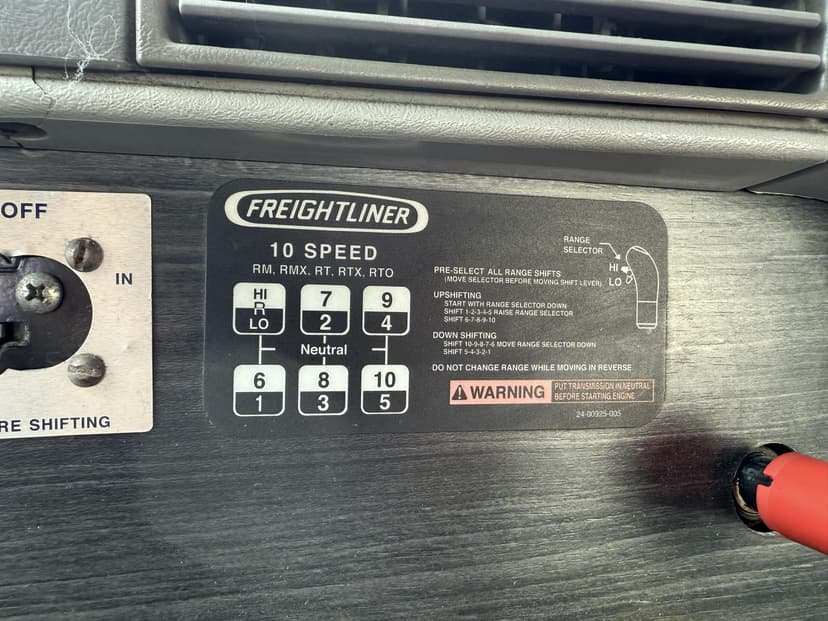 OFF
IN
RE SHIFTING
FREIGHTLINER
10 SPEED
RM, RMX, RT, RTX, RTO
HI
R
LO
7
2
9
4
Neutral
6
1
8
3
10
5
RANGE
SELECTOR
HI
LO
PRE-SELECT ALL RANGE SHIFTS
(MOVE SELECTOR BEFORE MOVING SHIFT LEVER)
UPSHIFTING
START WITH RANGE SELECTOR DOWN
SHIFT 1-2-3-4-5 RAISE RANGE SELECTOR
SHIFT 6-7-8-9-10
DOWN SHIFTING
SHIFT 10-9-8-7-6 MOVE RANGE SELECTOR DOWN
SHIFT 5-4-3-2-1
DO NOT CHANGE RANGE WHILE MOVING IN REVERSE
WARNING
PUT TRANSMISSION IN NEUTRAL
BEFORE STARTING ENGINE
24-00925-005